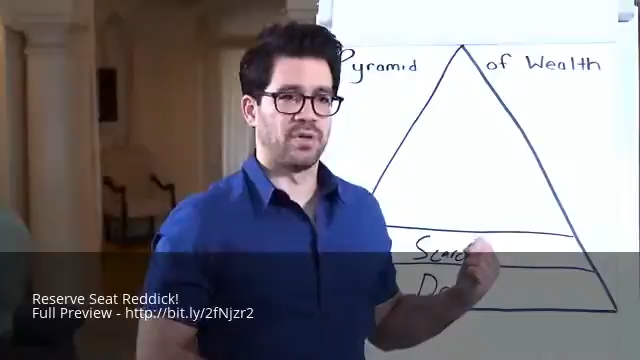 Pyramid of Wealth
Reserve Seat Reddick!
Full Preview - http://bit.ly/2fNjzr2